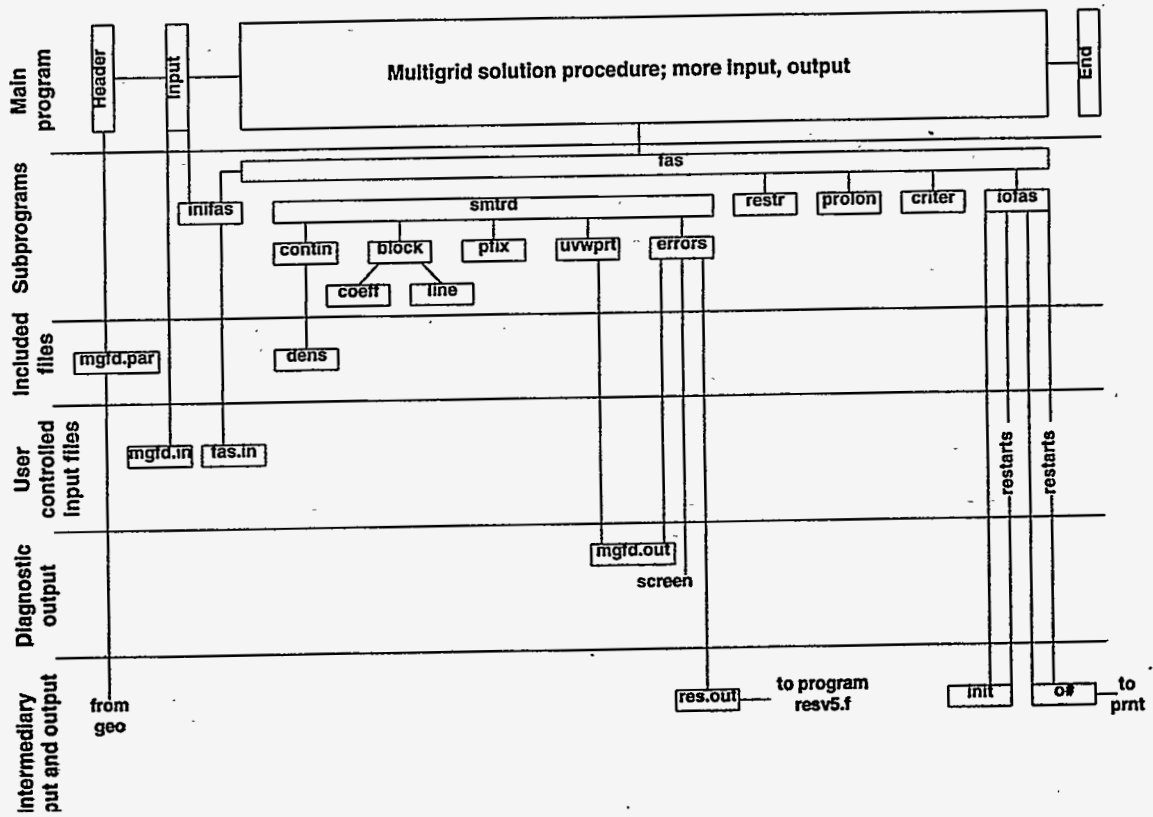 Main
program
Header
Input
Multigrid solution procedure; more input, output
End
Subprograms
fas
inifas
smtrd
restr
prolon
criter
iofas
contin
block
pfix
uvwprt
errors
coeff
line
Included
files
mgfd.par
dens
User
controlled
input files
mgfd.in
fas.in
restarts
restarts
Diagnostic
output
mgfd.out
screen
Intermediary
put and output
from
geo
res.out
to program
resv5.f
init
o#
to
prnt